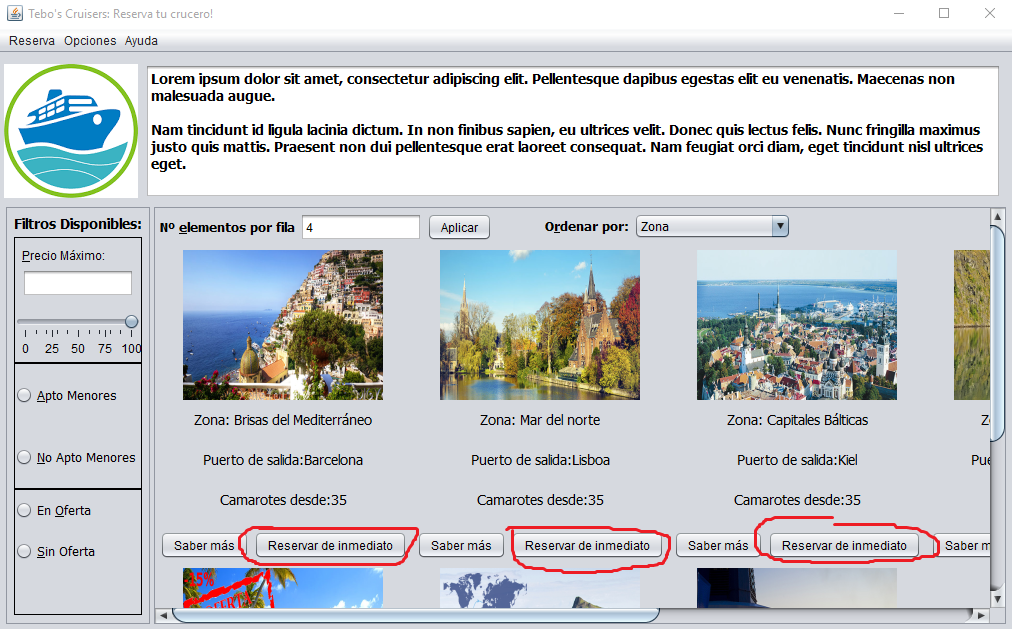 Tebo's Cruisers: Reserva tu crucero!
Reserva Opciones Ayuda
Lorem ipsum dolor sit amet, consectetur adipiscing elit. Pellentesque dapibus egestas elit eu venenatis. Maecenas non
malesuada augue.
Nam tincidunt id ligula lacinia dictum. In non finibus sapien, eu ultrices velit. Donec quis lectus felis. Nunc fringilla maximus
justo quis mattis. Praesent non dui pellentesque erat laoreet consequat. Nam feugiat orci diam, eget tincidunt nisl ultrices
eget.
Filtros Disponibles:
Precio Máximo:
0 25 50 75 100
Apto Menores
No Apto Menores
En Oferta
Sin Oferta
Nº elementos por fila 4 Aplicar Ordenar por: Zona
Zona: Brisas del Mediterráneo Zona: Mar del norte Zona: Capitales Bálticas Z
Puerto de salida:Barcelona Puerto de salida:Lisboa Puerto de salida:Kiel Pue
Camarotes desde:35 Camarotes desde:35 Camarotes desde:35
Saber más Reservar de inmediato Saber más Reservar de inmediato Saber más Reservar de inmediato Saber m